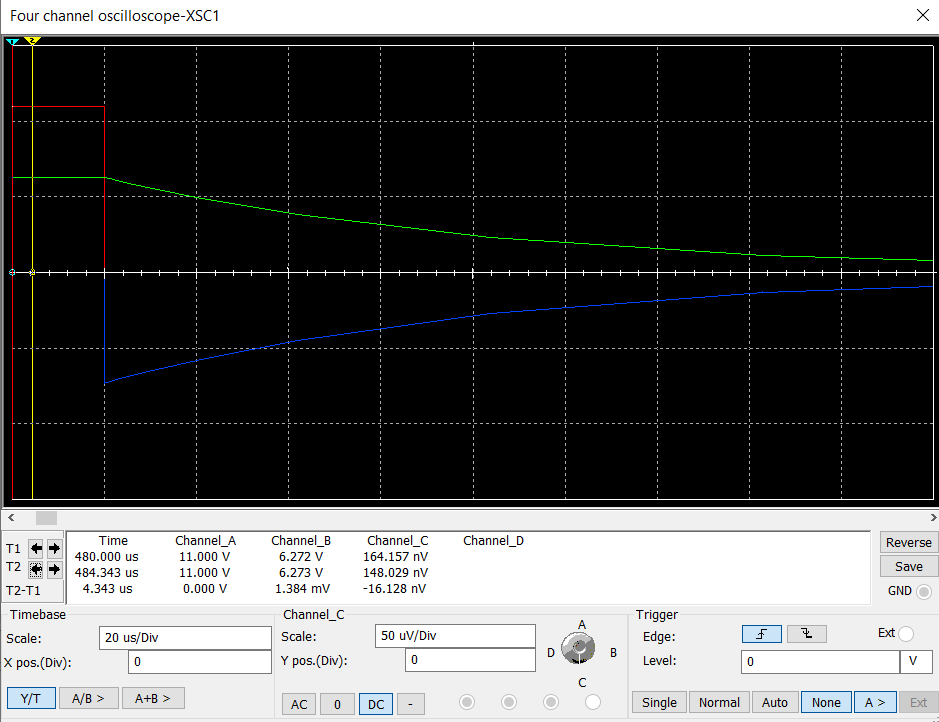 Four channel oscilloscope-XSC1
1 2
Time Channel_A Channel_B Channel_C Channel_D
T1 480.000 us 11.000 V 6.272 V 164.157 nV
T2 484.343 us 11.000 V 6.273 V 148.029 nV
T2-T1 4.343 us 0.000 V 1.384 mV -16.128 nV
Reverse
Save
GND
Timebase
Scale: 20 us/Div
X pos.(Div): 0
Y/T A/B > A+B >
Channel_C
Scale: 50 uV/Div
Y pos.(Div): 0
A
D B
C
AC 0 DC -
Trigger
Edge: Ext
Level: 0 V
Single Normal Auto None A > Ext